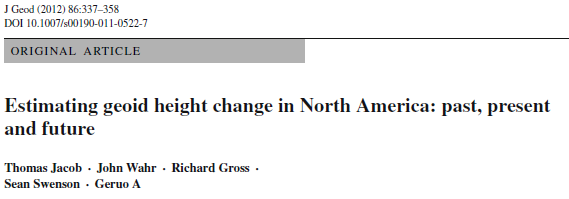 J Geod (2012) 86:337–358
DOI 10.1007/s00190-011-0522-7
ORIGINAL ARTICLE
Estimating geoid height change in North America: past, present
and future
Thomas Jacob · John Wahr · Richard Gross ·
Sean Swenson · Geruo A